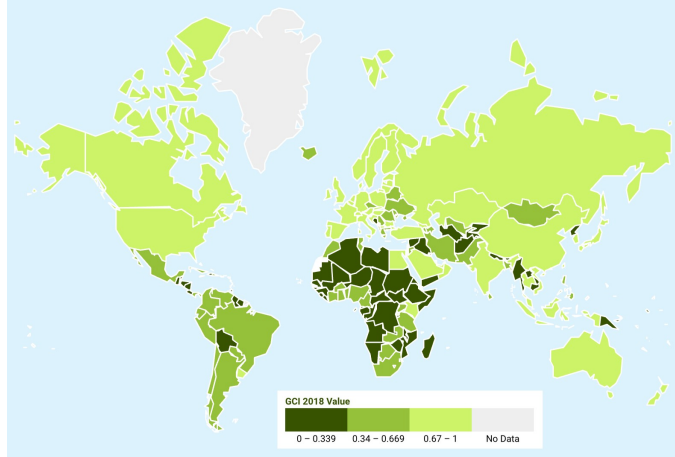 GCI 2018 Value
0 – 0.339 0.34 – 0.669 0.67 – 1 No Data